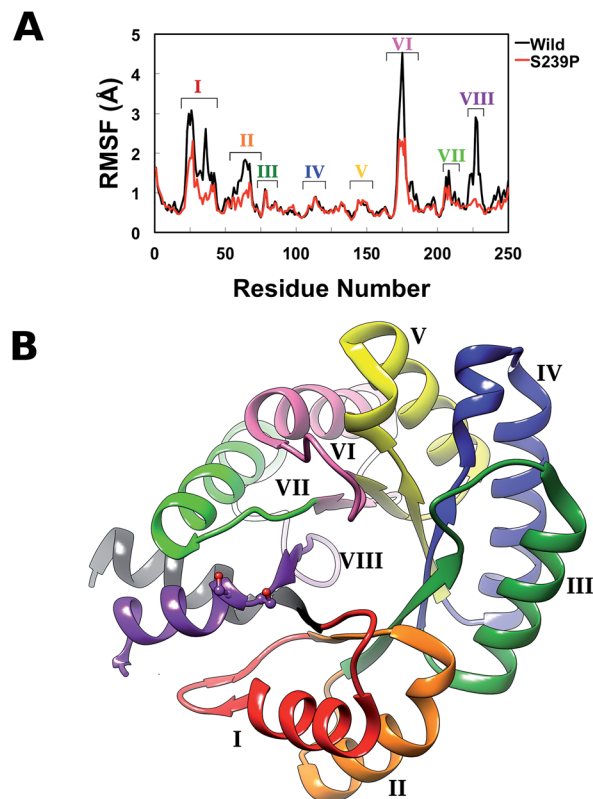 A
RMSF (Å)
5
4
3
2
1
0
I
II
III
IV
V
VI
VII
VIII
Wild
S239P
0 50 100 150 200 250
Residue Number
B
V
IV
VI
VII
VIII
III
I
II